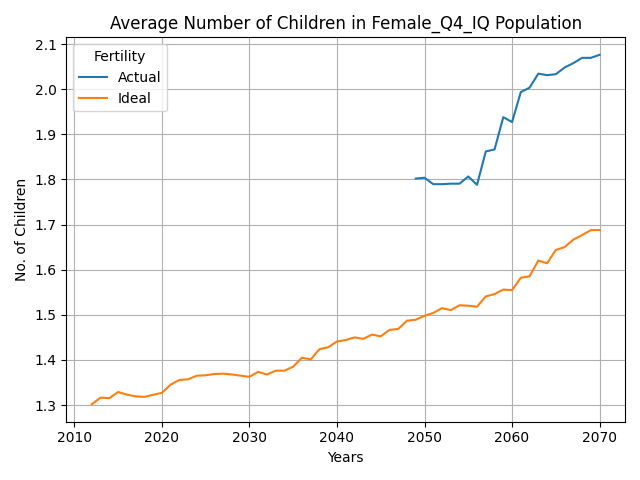 Average Number of Children in Female_Q4_IQ Population
Fertility
Actual
Ideal
No. of Children
2.1
2.0
1.9
1.8
1.7
1.6
1.5
1.4
1.3
2010 2020 2030 2040 2050 2060 2070
Years